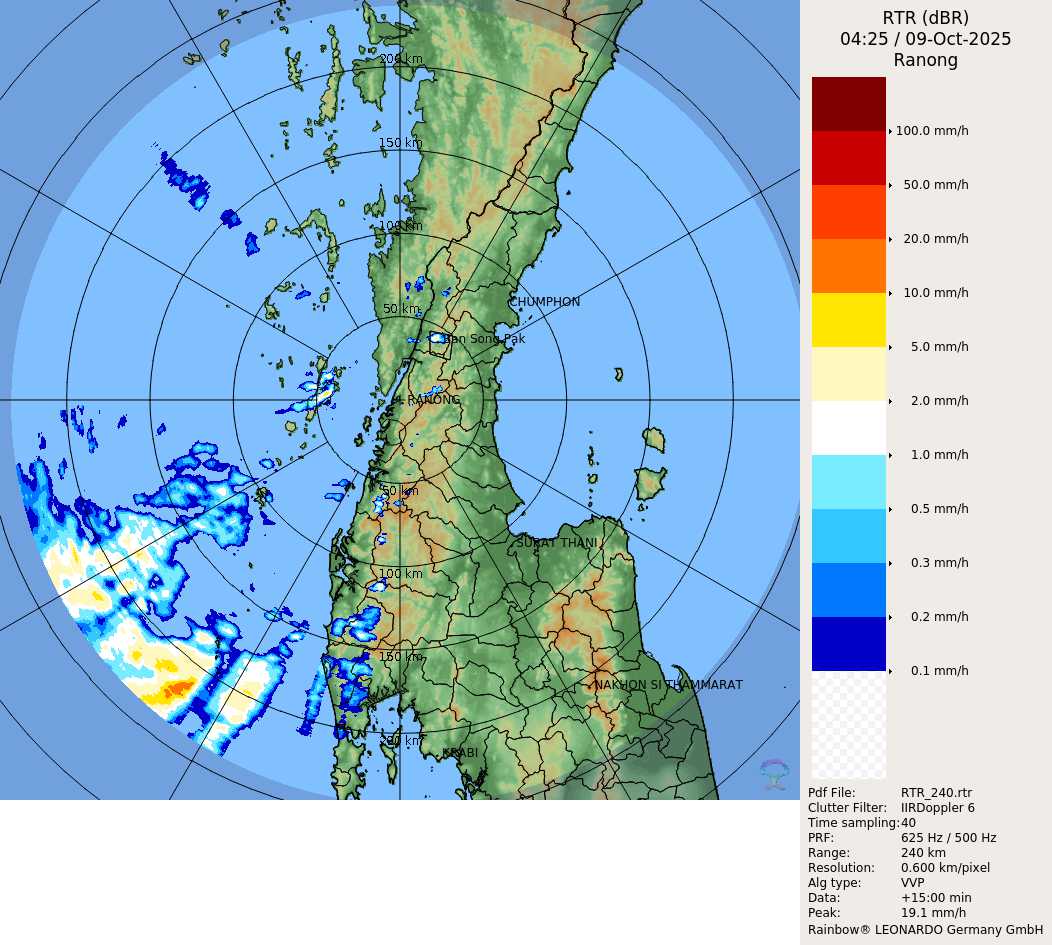 RTR (dBR)
04:25 / 09-Oct-2025
Ranong
200 km
150 km
100 km
50 km
CHUMPHON
Ban Song Pak
RANONG
50 km
SURAT THANI
100 km
150 km
NAKHON SI THAMMARAT
200 km
KRABI
100.0 mm/h
50.0 mm/h
20.0 mm/h
10.0 mm/h
5.0 mm/h
2.0 mm/h
1.0 mm/h
0.5 mm/h
0.3 mm/h
0.2 mm/h
0.1 mm/h
Pdf File: RTR_240.rtr
Clutter Filter: IIRDoppler 6
Time sampling:40
PRF: 625 Hz / 500 Hz
Range: 240 km
Resolution: 0.600 km/pixel
Alg type: VVP
Data: +15:00 min
Peak: 19.1 mm/h
Rainbow® LEONARDO Germany GmbH